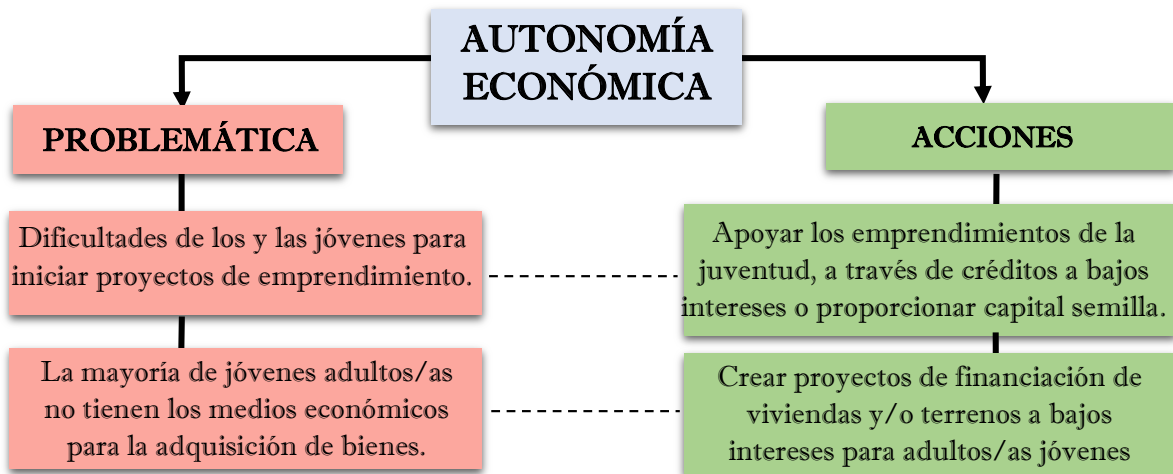 AUTONOMÍA
ECONÓMICA
PROBLEMÁTICA
Dificultades de los y las jóvenes para
iniciar proyectos de emprendimiento.
La mayoría de jóvenes adultos/as
no tienen los medios económicos
para la adquisición de bienes.
ACCIONES
Apoyar los emprendimientos de la
juventud, a través de créditos a bajos
intereses o proporcionar capital semilla.
Crear proyectos de financiación de
viviendas y/o terrenos a bajos
intereses para adultos/as jóvenes